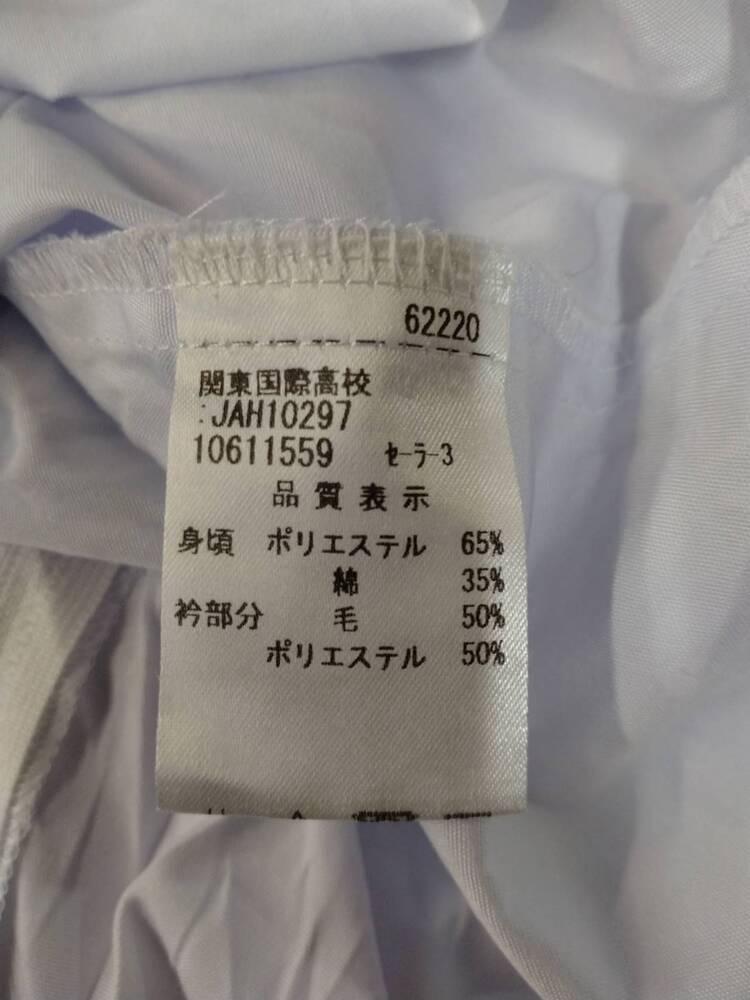 62220
関東国際高校
:JAH10297
10611559 ｾｰﾗｰ3
品質表示
身頃 ポリエステル 65%
綿 35%
衿部分 毛 50%
ポリエステル 50%